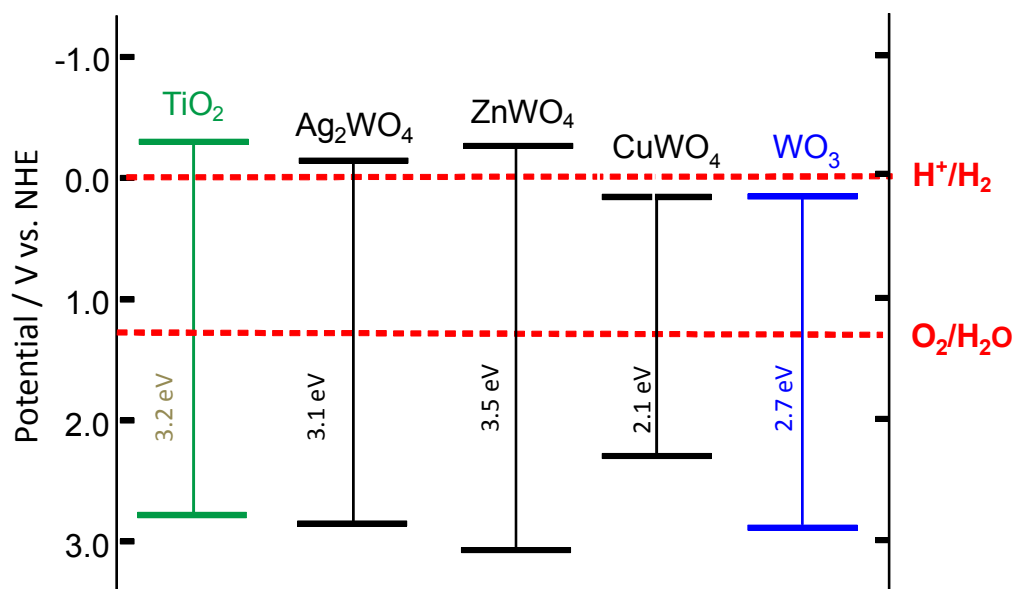 Potential / V vs. NHE
-1.0
0.0
1.0
2.0
3.0
TiO₂
Ag₂WO₄
ZnWO₄
CuWO₄
WO₃
3.2 eV
3.1 eV
3.5 eV
2.1 eV
2.7 eV
H⁺/H₂
O₂/H₂O